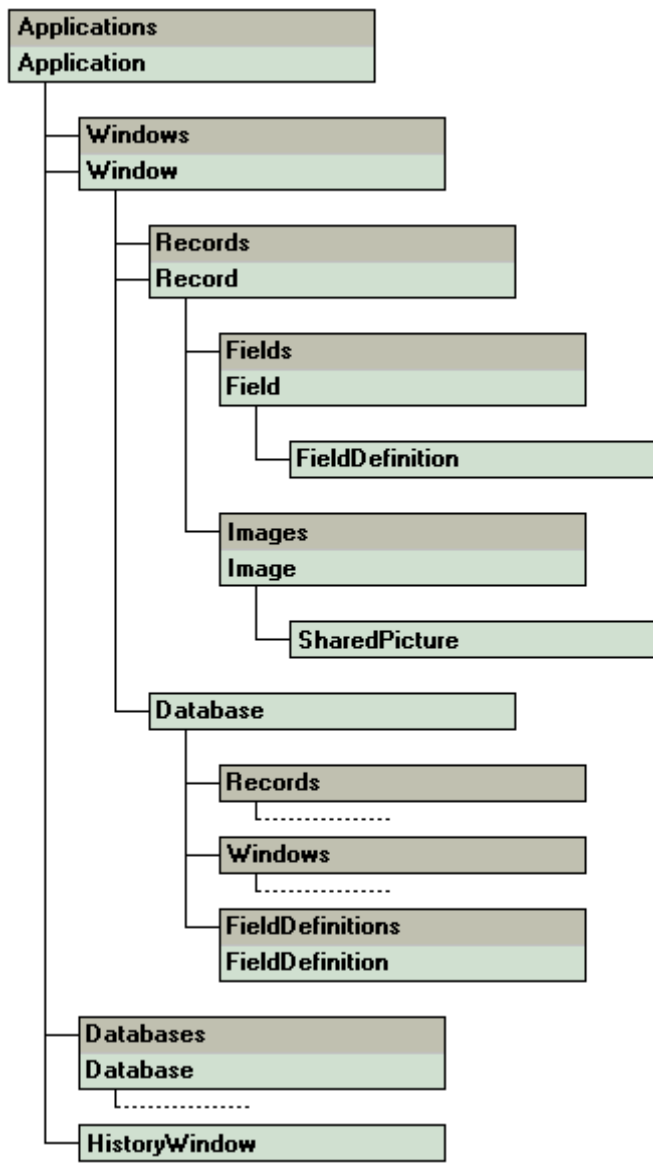 Applications
Application
Windows
Window
Records
Record
Fields
Field
FieldDefinition
Images
Image
SharedPicture
Database
Records
Windows
FieldDefinitions
FieldDefinition
Databases
Database
HistoryWindow